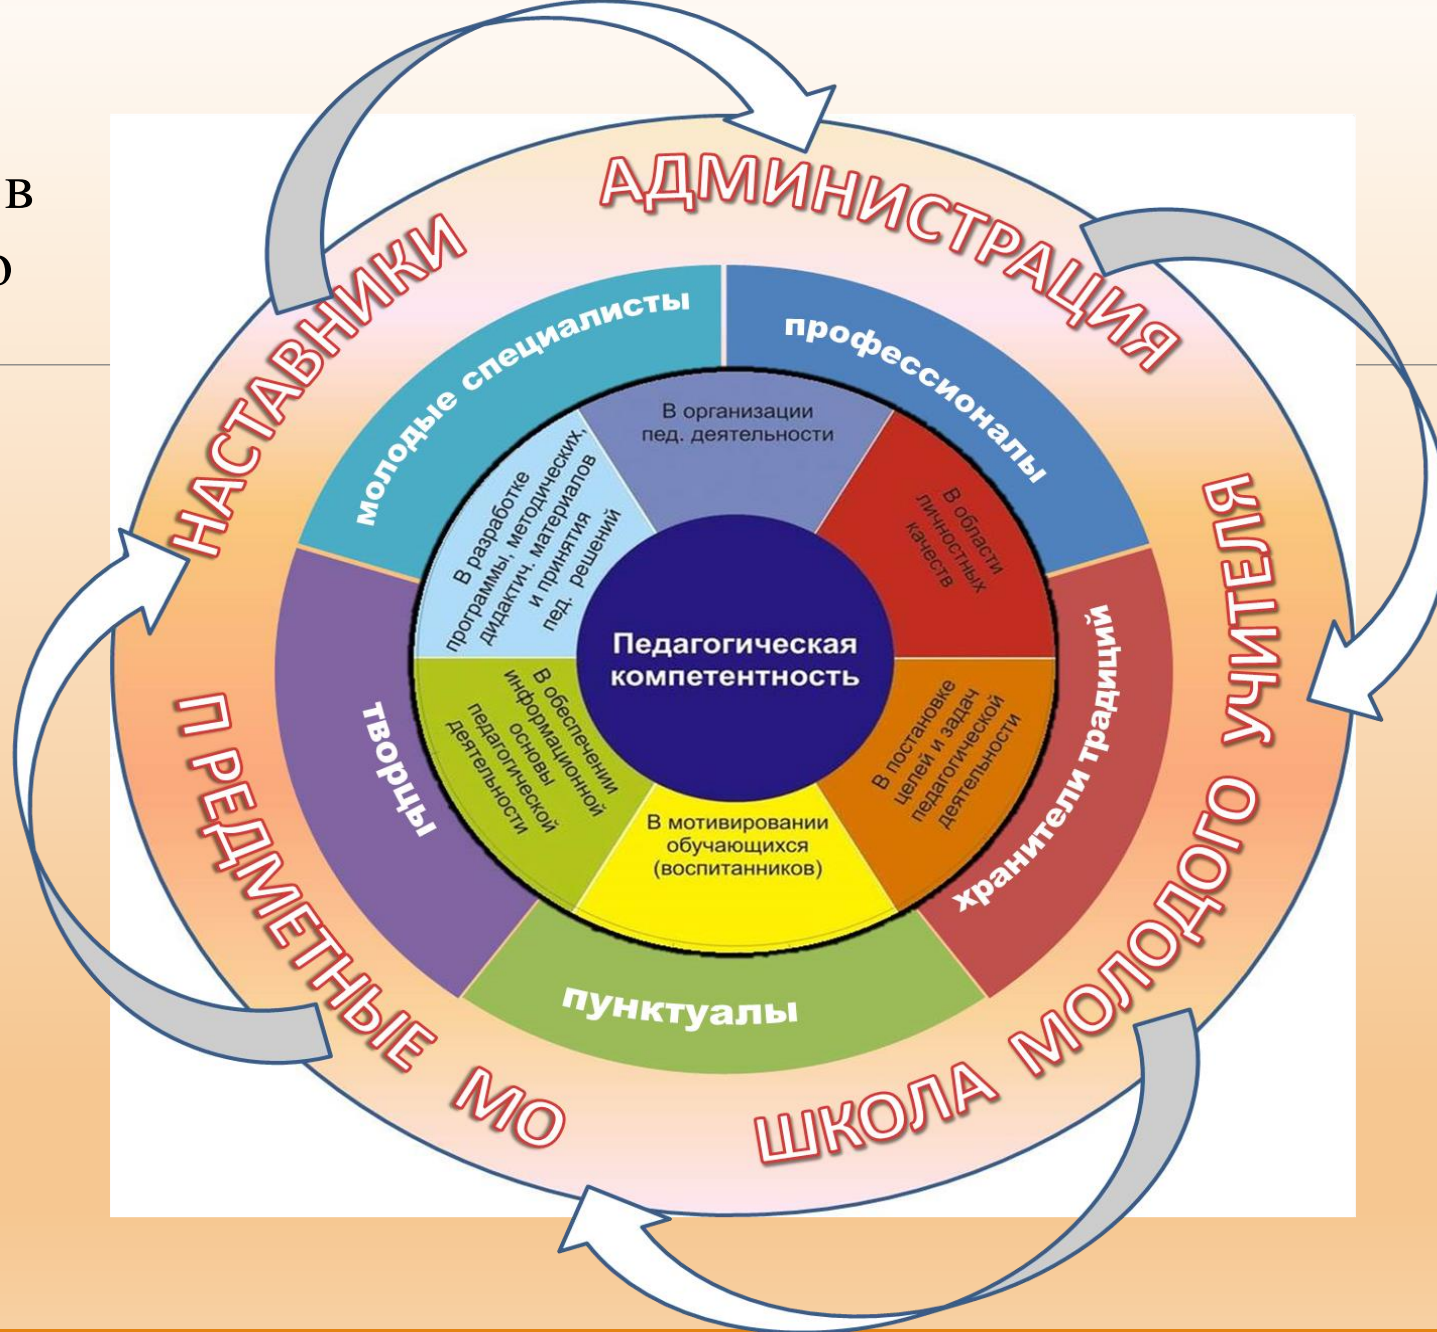 в
о
АДМИНИСТРАЦИЯ
НАСТАВНИКИ
ШКОЛА МОЛОДОГО УЧИТЕЛЯ
П РЕДМЕТНЫЕ МО
молодые специалисты
профессионалы
хранители традиций
пунктуалы
творцы
В организации
пед. деятельности
В области
личностных
качеств
В постановке
целей и задач
педагогической
деятельности
В мотивировании
обучающихся
(воспитанников)
В обеспечении
информационной
основы
педагогической
деятельности
В разработке
программы, методических,
дидактич. материалов
и принятия
пед. решений
Педагогическая
компетентность